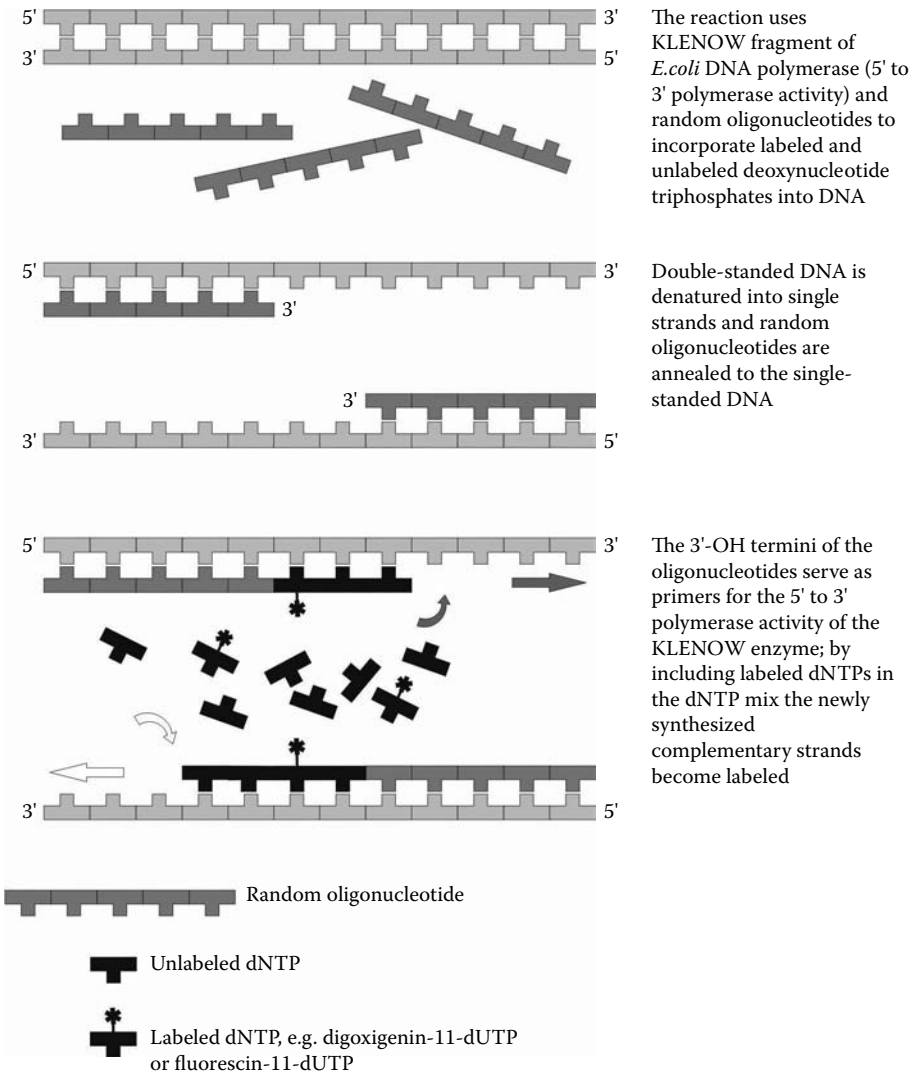 5' 3'
3' 5'
The reaction uses
KLENOW fragment of
E.coli DNA polymerase (5' to
3' polymerase activity) and
random oligonucleotides to
incorporate labeled and
unlabeled deoxynucleotide
triphosphates into DNA
5' 3'
3'
3'
3' 5'
Double-standed DNA is
denatured into single
strands and random
oligonucleotides are
annealed to the single-
standed DNA
5' 3'
3' 5'
The 3'-OH termini of the
oligonucleotides serve as
primers for the 5' to 3'
polymerase activity of the
KLENOW enzyme; by
including labeled dNTPs in
the dNTP mix the newly
synthesized
complementary strands
become labeled
Random oligonucleotide
Unlabeled dNTP
Labeled dNTP, e.g. digoxigenin-11-dUTP
or fluorescin-11-dUTP